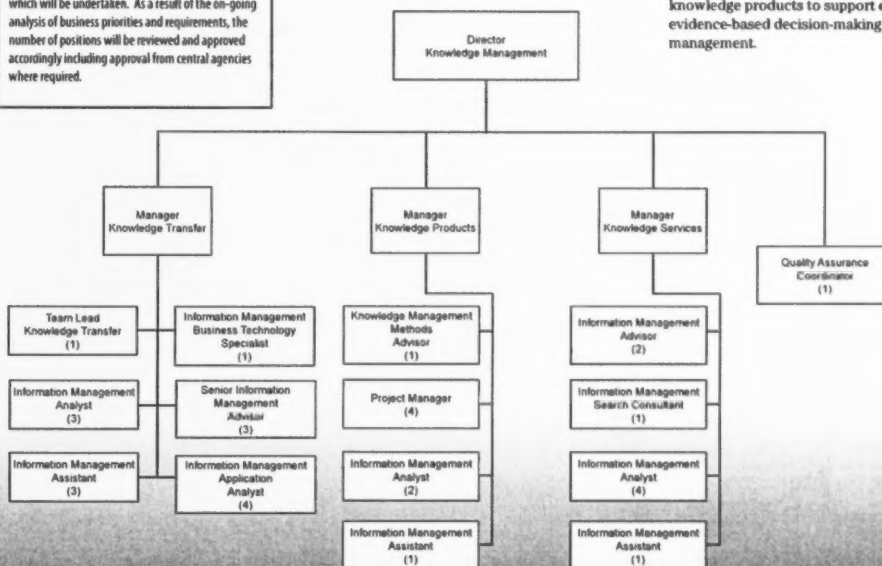 which will be undertaken. As a result of the on-going
analysis of business priorities and requirements, the
number of positions will be reviewed and approved
accordingly including approval from central agencies
where required.
knowledge products to support
evidence-based decision-making
management.
Director
Knowledge Management
Manager
Knowledge Transfer
Manager
Knowledge Products
Manager
Knowledge Services
Quality Assurance
Coordinator
(1)
Team Lead
Knowledge Transfer
(1)
Information Management
Business Technology
Specialist
(1)
Information Management
Analyst
(3)
Senior Information
Management
Advisor
(3)
Information Management
Assistant
(3)
Information Management
Application
Analyst
(4)
Knowledge Management
Methods
Advisor
(1)
Project Manager
(4)
Information Management
Analyst
(2)
Information Management
Assistant
(1)
Information Management
Advisor
(2)
Information Management
Search Consultant
(1)
Information Management
Analyst
(4)
Information Management
Assistant
(1)